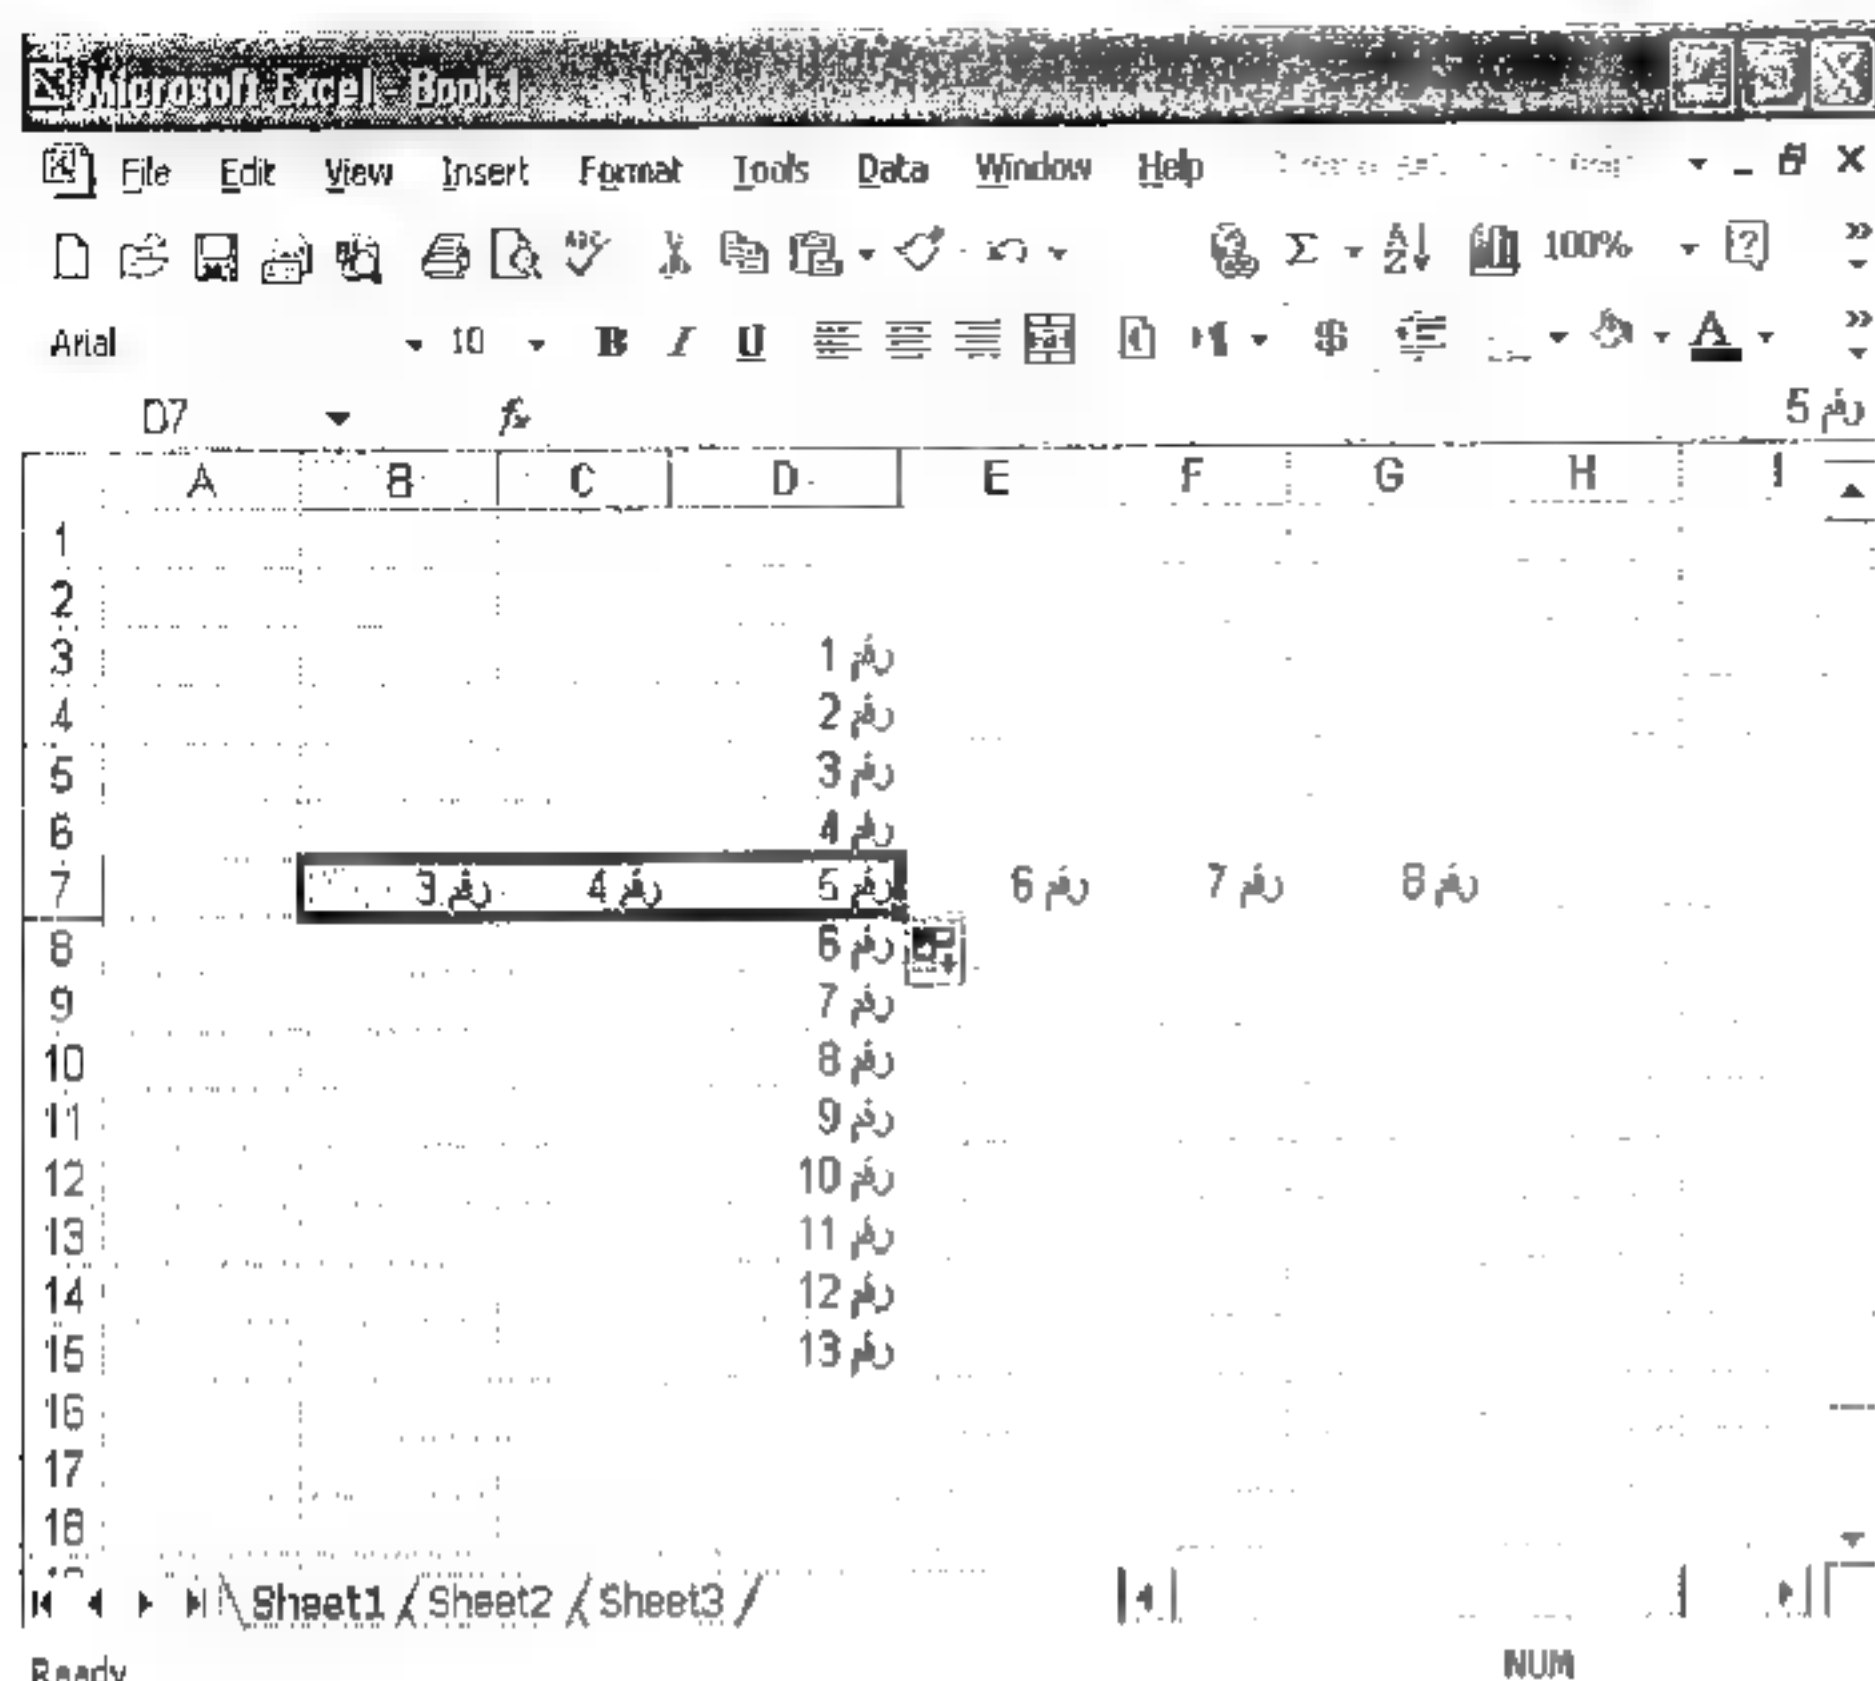 Microsoft Excel - Book1
File Edit View Insert Format Tools Data Window Help
100%
Arial 10 B I U $ A
D7 fx رقم 5
A B C D E F G H I
1
2
3 رقم 1
4 رقم 2
5 رقم 3
6 رقم 4
7 رقم 3 رقم 4 رقم 5 رقم 6 رقم 7 رقم 8
8 رقم 6
9 رقم 7
10 رقم 8
11 رقم 9
12 رقم 10
13 رقم 11
14 رقم 12
15 رقم 13
16
17
18
Sheet1 Sheet2 Sheet3
Ready NUM